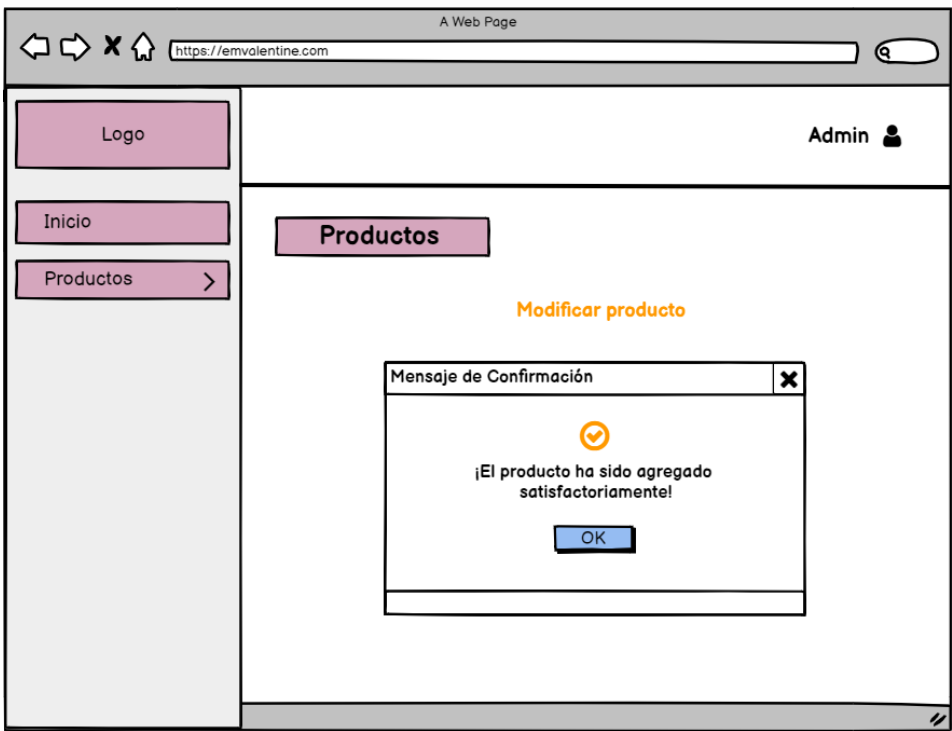 A Web Page
https://emvalentine.com
Logo
Admin
Inicio
Productos
Productos
Modificar producto
Mensaje de Confirmación
¡El producto ha sido agregado
satisfactoriamente!
OK